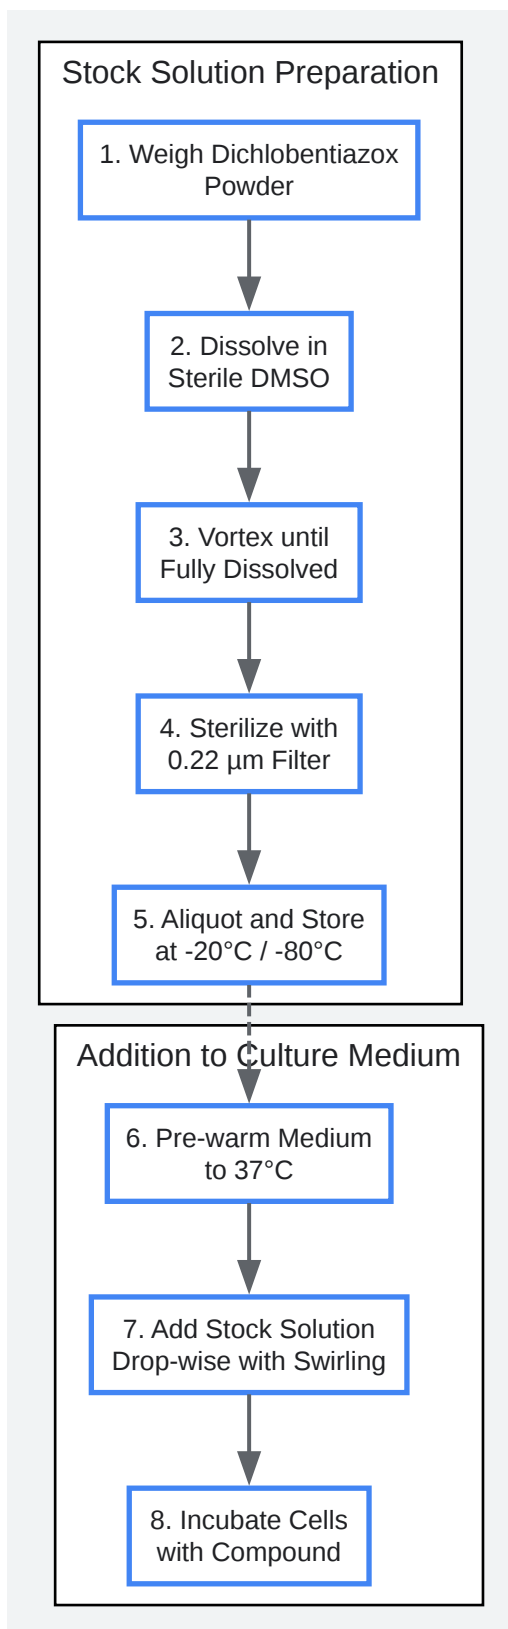 Stock Solution Preparation
1. Weigh Dichlobentiazox
Powder
2. Dissolve in
Sterile DMSO
3. Vortex until
Fully Dissolved
4. Sterilize with
0.22 µm Filter
5. Aliquot and Store
at -20°C / -80°C
Addition to Culture Medium
6. Pre-warm Medium
to 37°C
7. Add Stock Solution
Drop-wise with Swirling
8. Incubate Cells
with Compound